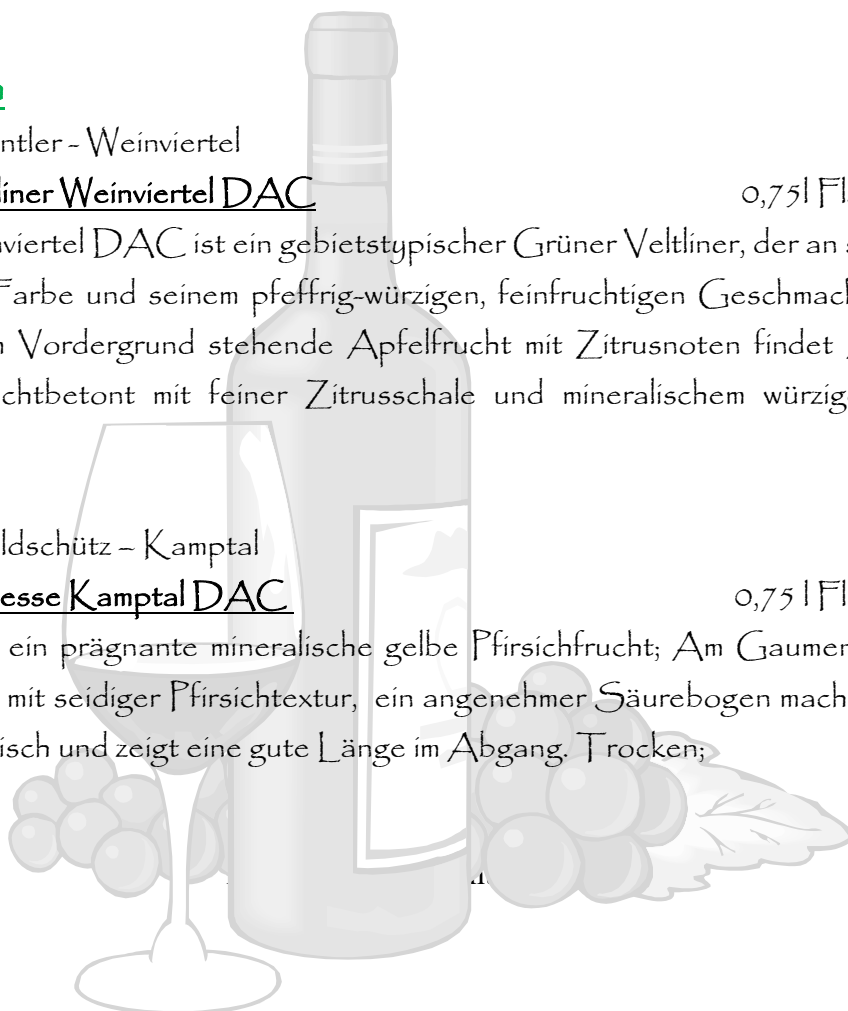 ntler - Weinviertel
liner Weinviertel DAC 0,75l Fl
viertel DAC ist ein gebietstypischer Grüner Veltliner, der an s
Farbe und seinem pfeffrig-würzigen, feinfruchtigen Geschmack
Vordergrund stehende Apfelfrucht mit Zitrusnoten findet
chtbetont mit feiner Zitrusschale und mineralischem würzig
ldschütz – Kamptal
esse Kamptal DAC 0,75 l Fl
ein prägnante mineralische gelbe Pfirsichfrucht; Am Gaumen
mit seidiger Pfirsichtextur, ein angenehmer Säurebogen mach
isch und zeigt eine gute Länge im Abgang. Trocken;